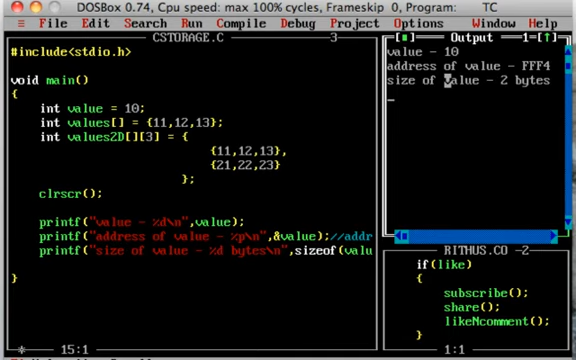 DOSBox 0.74, Cpu speed: max 100% cycles, Frameskip 0, Program: TC
File Edit Search Run Compile Debug Project Options Window Help
CSTORAGE.C 3
#include<stdio.h>
void main()
{
int value = 10;
int values[] = {11,12,13};
int values2D[][3] = {
{11,12,13},
{21,22,23}
};
clrscr();
printf("value - %d\n",value);
printf("address of value - %p\n",&value);//addr
printf("size of value - %d bytes\n",sizeof(valu
}
15:1
Output 1
value - 10
address of value - FFF4
size of value - 2 bytes
RITHUS.CO 2
if(like)
{
subscribe();
share();
likeNcomment();
}
1:1